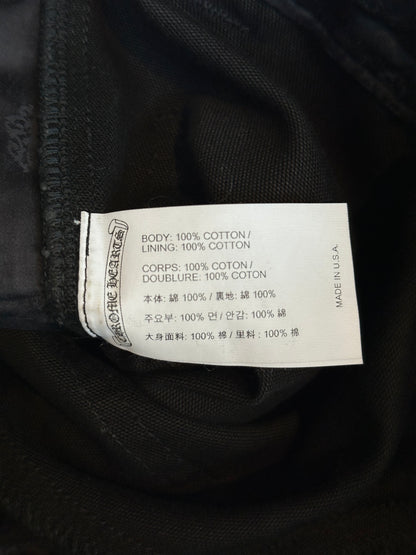 CHROME HEARTS
BODY: 100% COTTON /
LINING: 100% COTTON
CORPS: 100% COTON /
DOUBLURE: 100% COTON
本体: 綿 100% / 裏地: 綿 100%
주요부: 100% 면 / 안감: 100% 綿
大身面料: 100% 棉 / 里料: 100% 棉
MADE IN U.S.A.